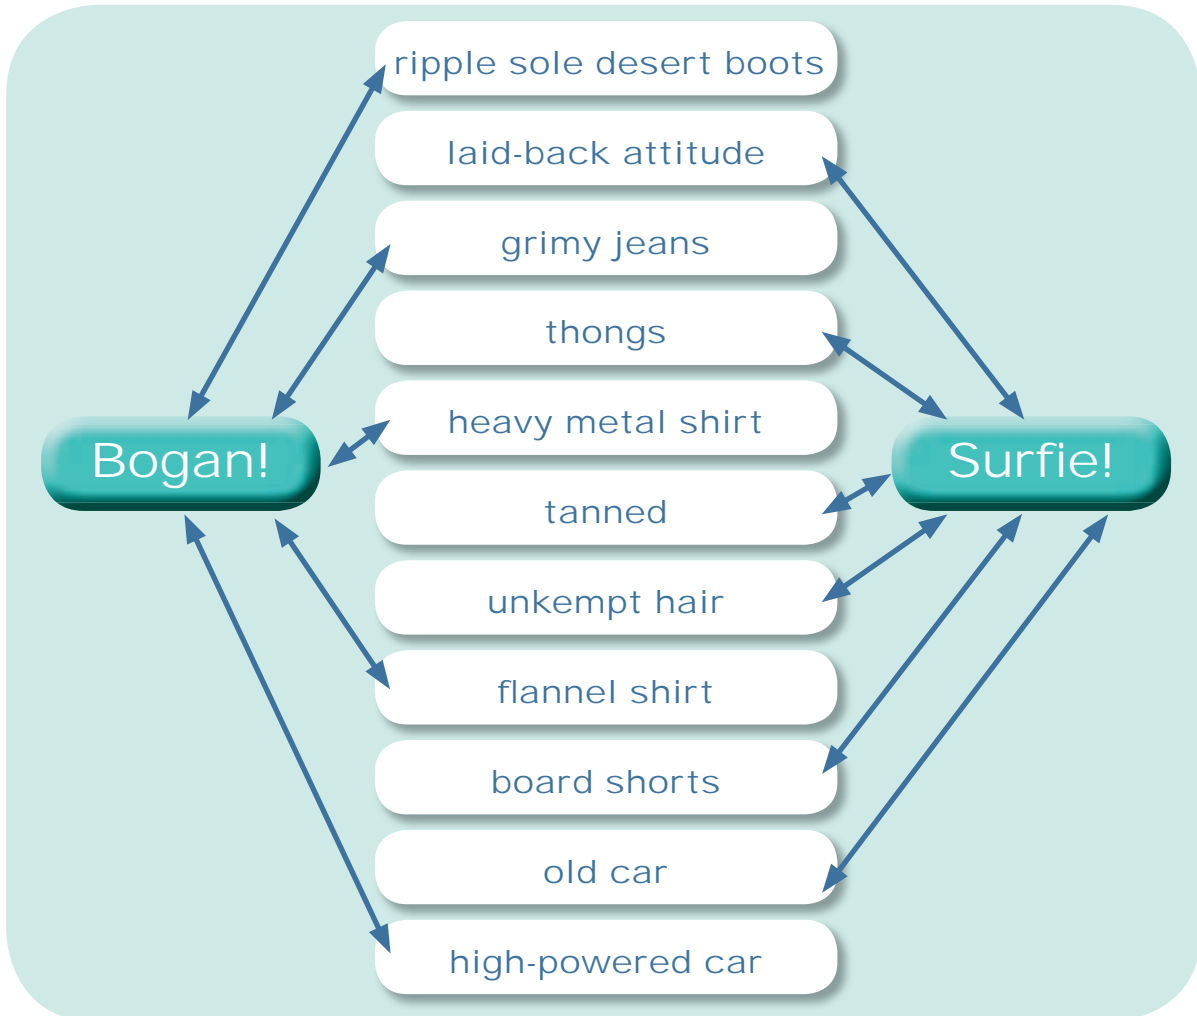 ripple sole desert boots
laid-back attitude
grimy jeans
thongs
heavy metal shirt
Bogan!
Surfie!
tanned
unkempt hair
flannel shirt
board shorts
old car
high-powered car